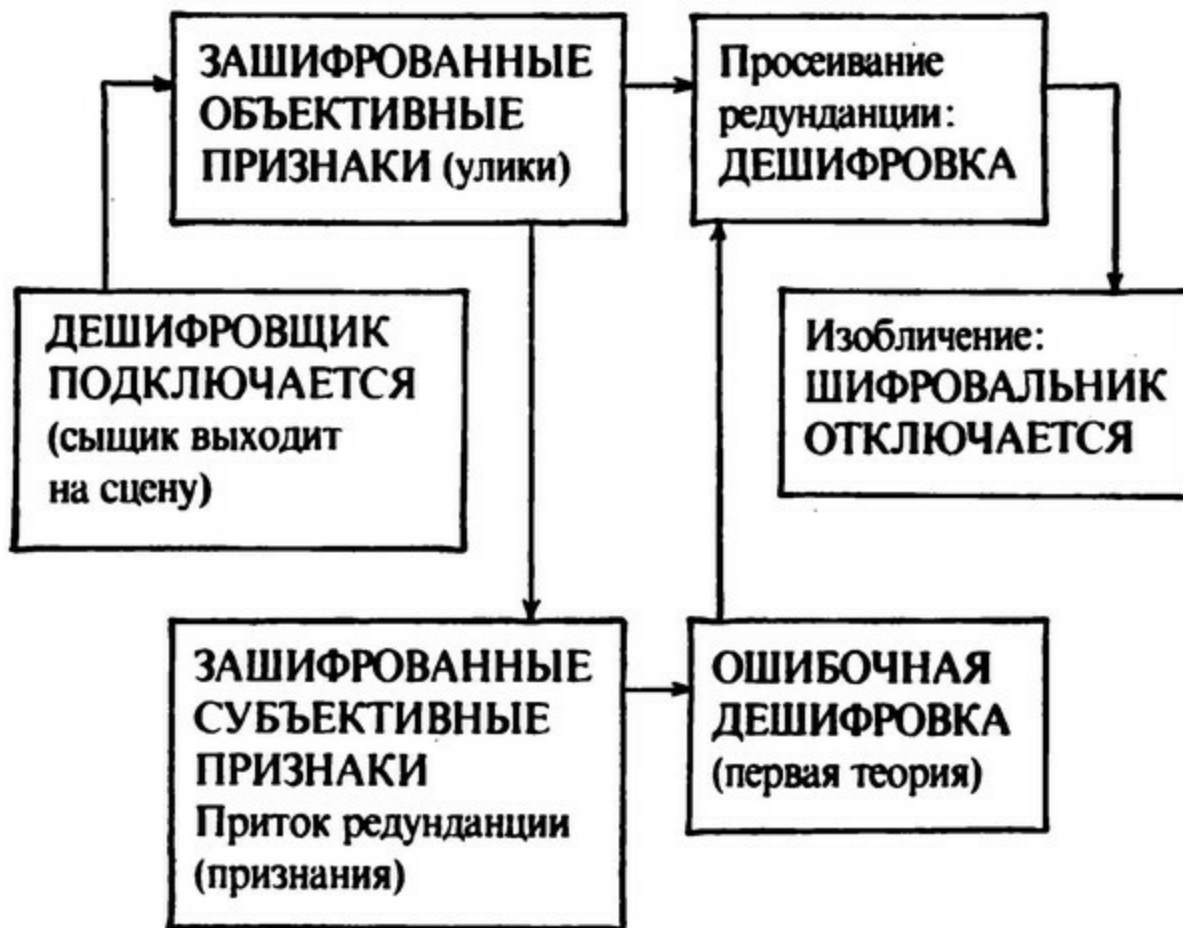 ЗАШИФРОВАННЫЕ
ОБЪЕКТИВНЫЕ
ПРИЗНАКИ (улики)
Просеивание
редунданции:
ДЕШИФРОВКА
ДЕШИФРОВЩИК
ПОДКЛЮЧАЕТСЯ
(сыщик выходит
на сцену)
Изобличение:
ШИФРОВАЛЬНИК
ОТКЛЮЧАЕТСЯ
ЗАШИФРОВАННЫЕ
СУБЪЕКТИВНЫЕ
ПРИЗНАКИ
Приток редунданции
(признания)
ОШИБОЧНАЯ
ДЕШИФРОВКА
(первая теория)